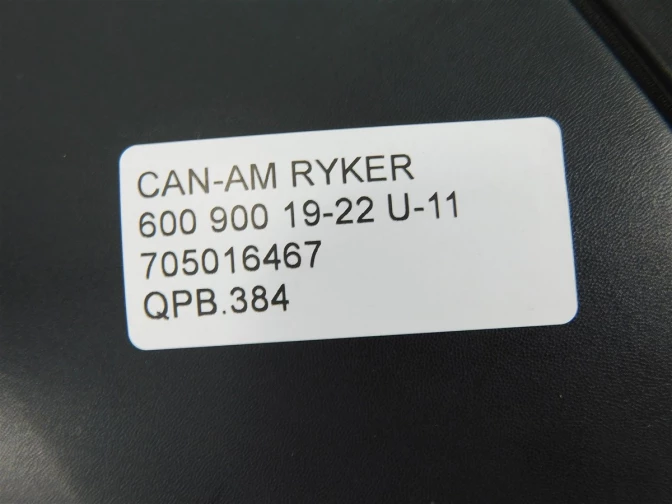 CAN-AM RYKER
600 900 19-22 U-11
705016467
QPB.384